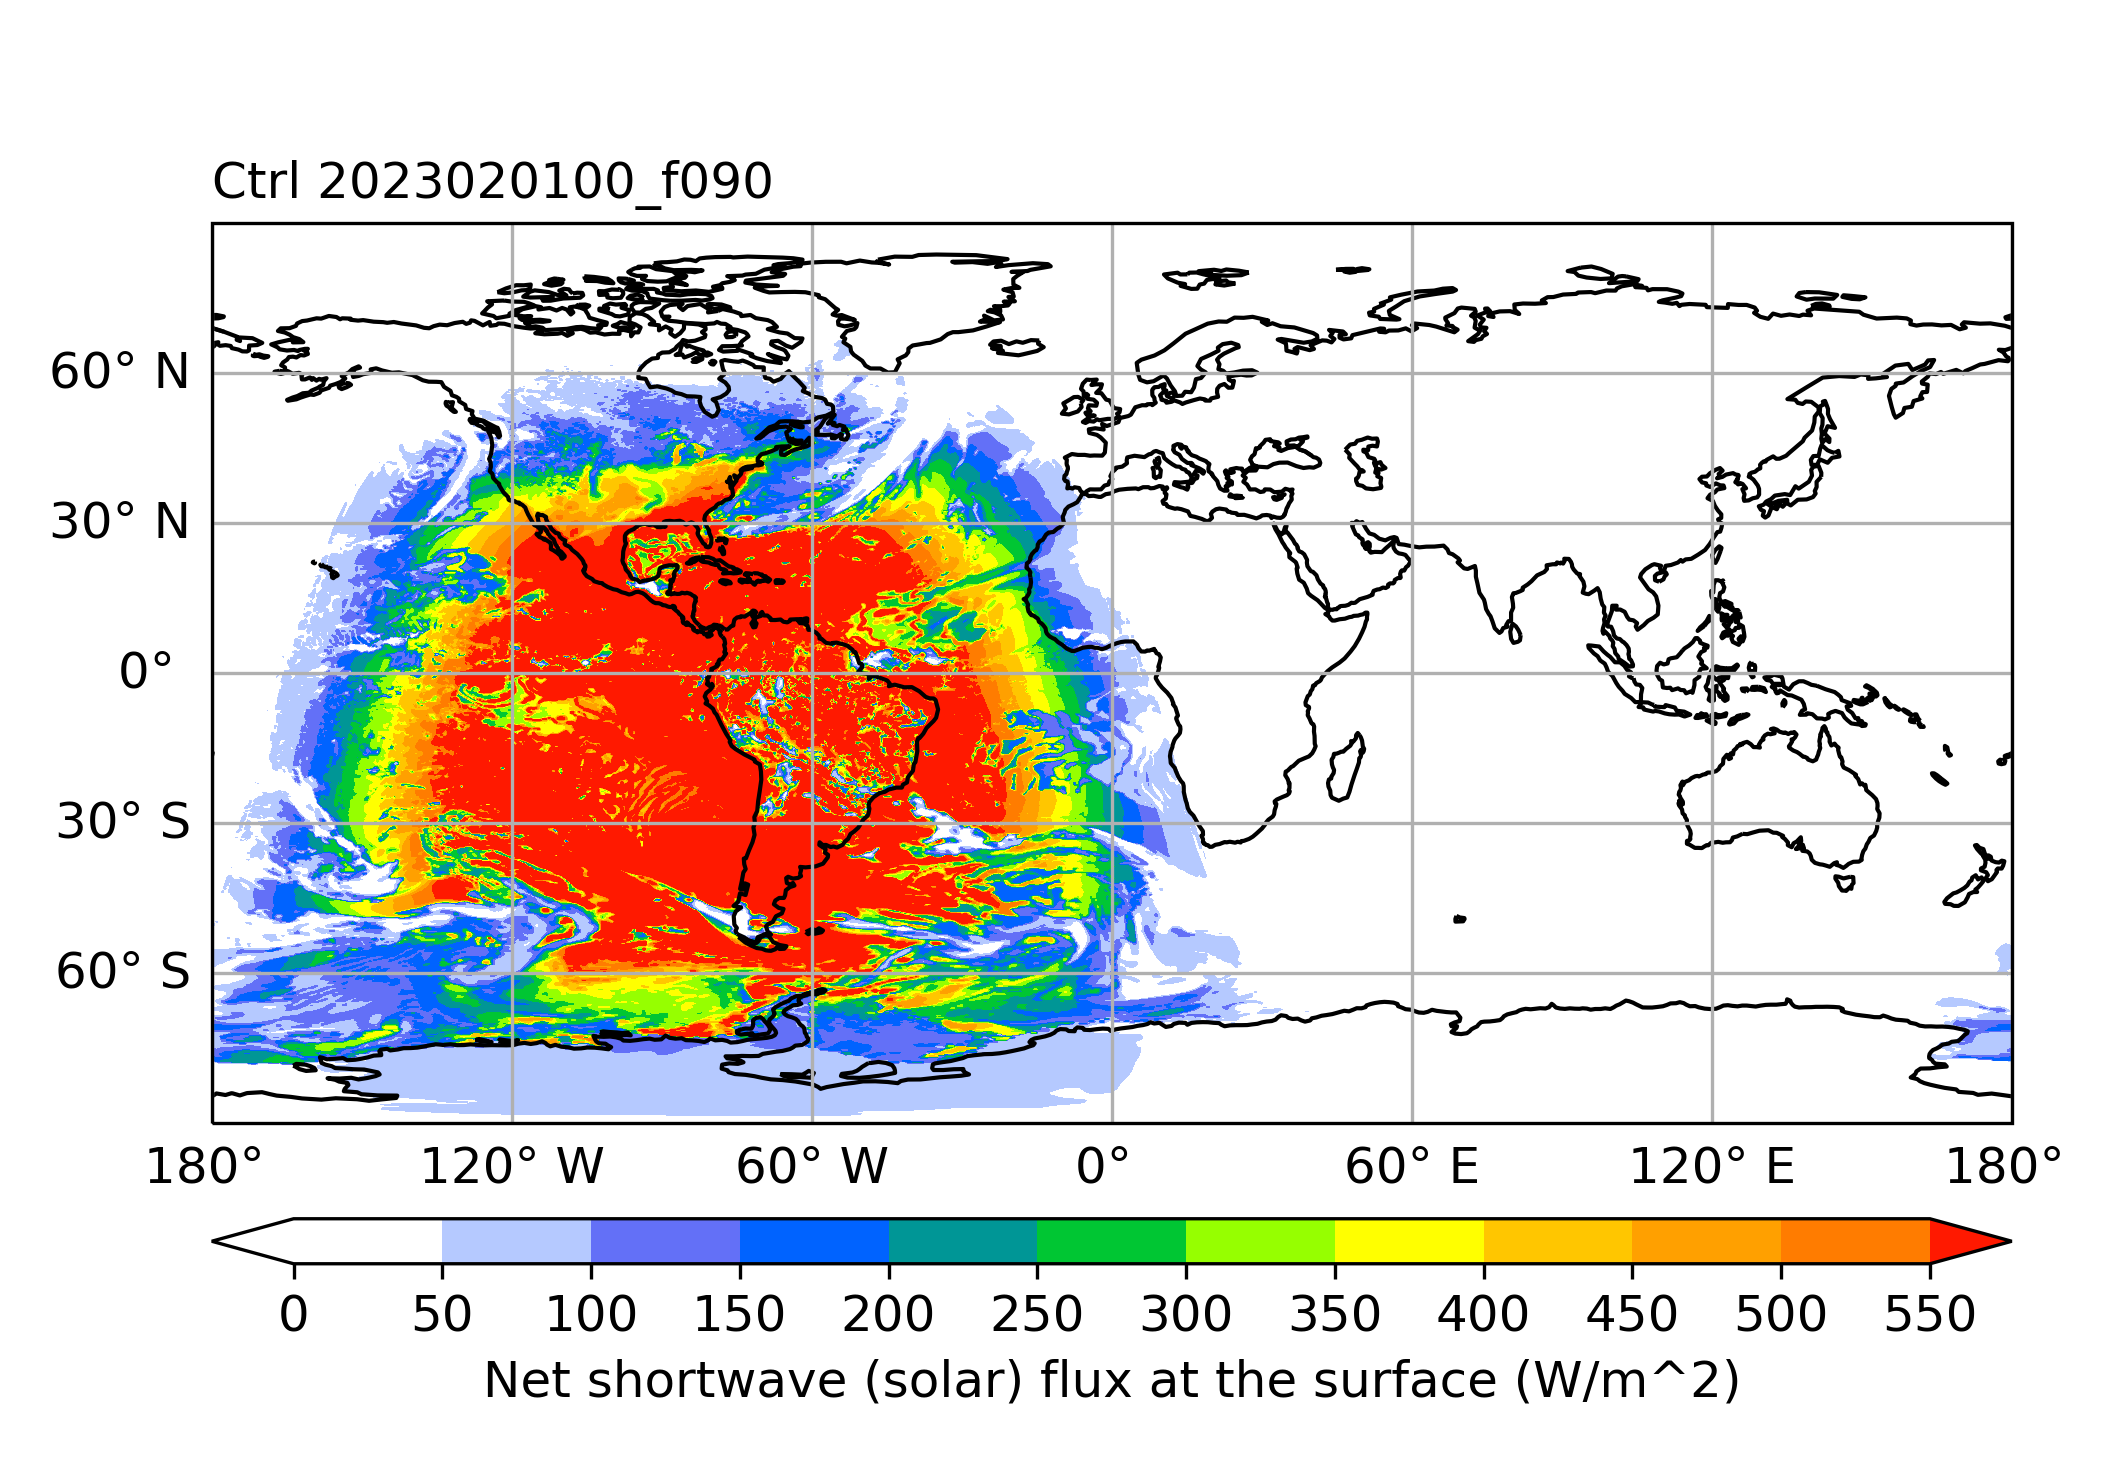 Ctrl 2023020100_f090
60° N
30° N
0°
30° S
60° S
180° 120° W 60° W 0° 60° E 120° E 180°
0 50 100 150 200 250 300 350 400 450 500 550
Net shortwave (solar) flux at the surface (W/m^2)